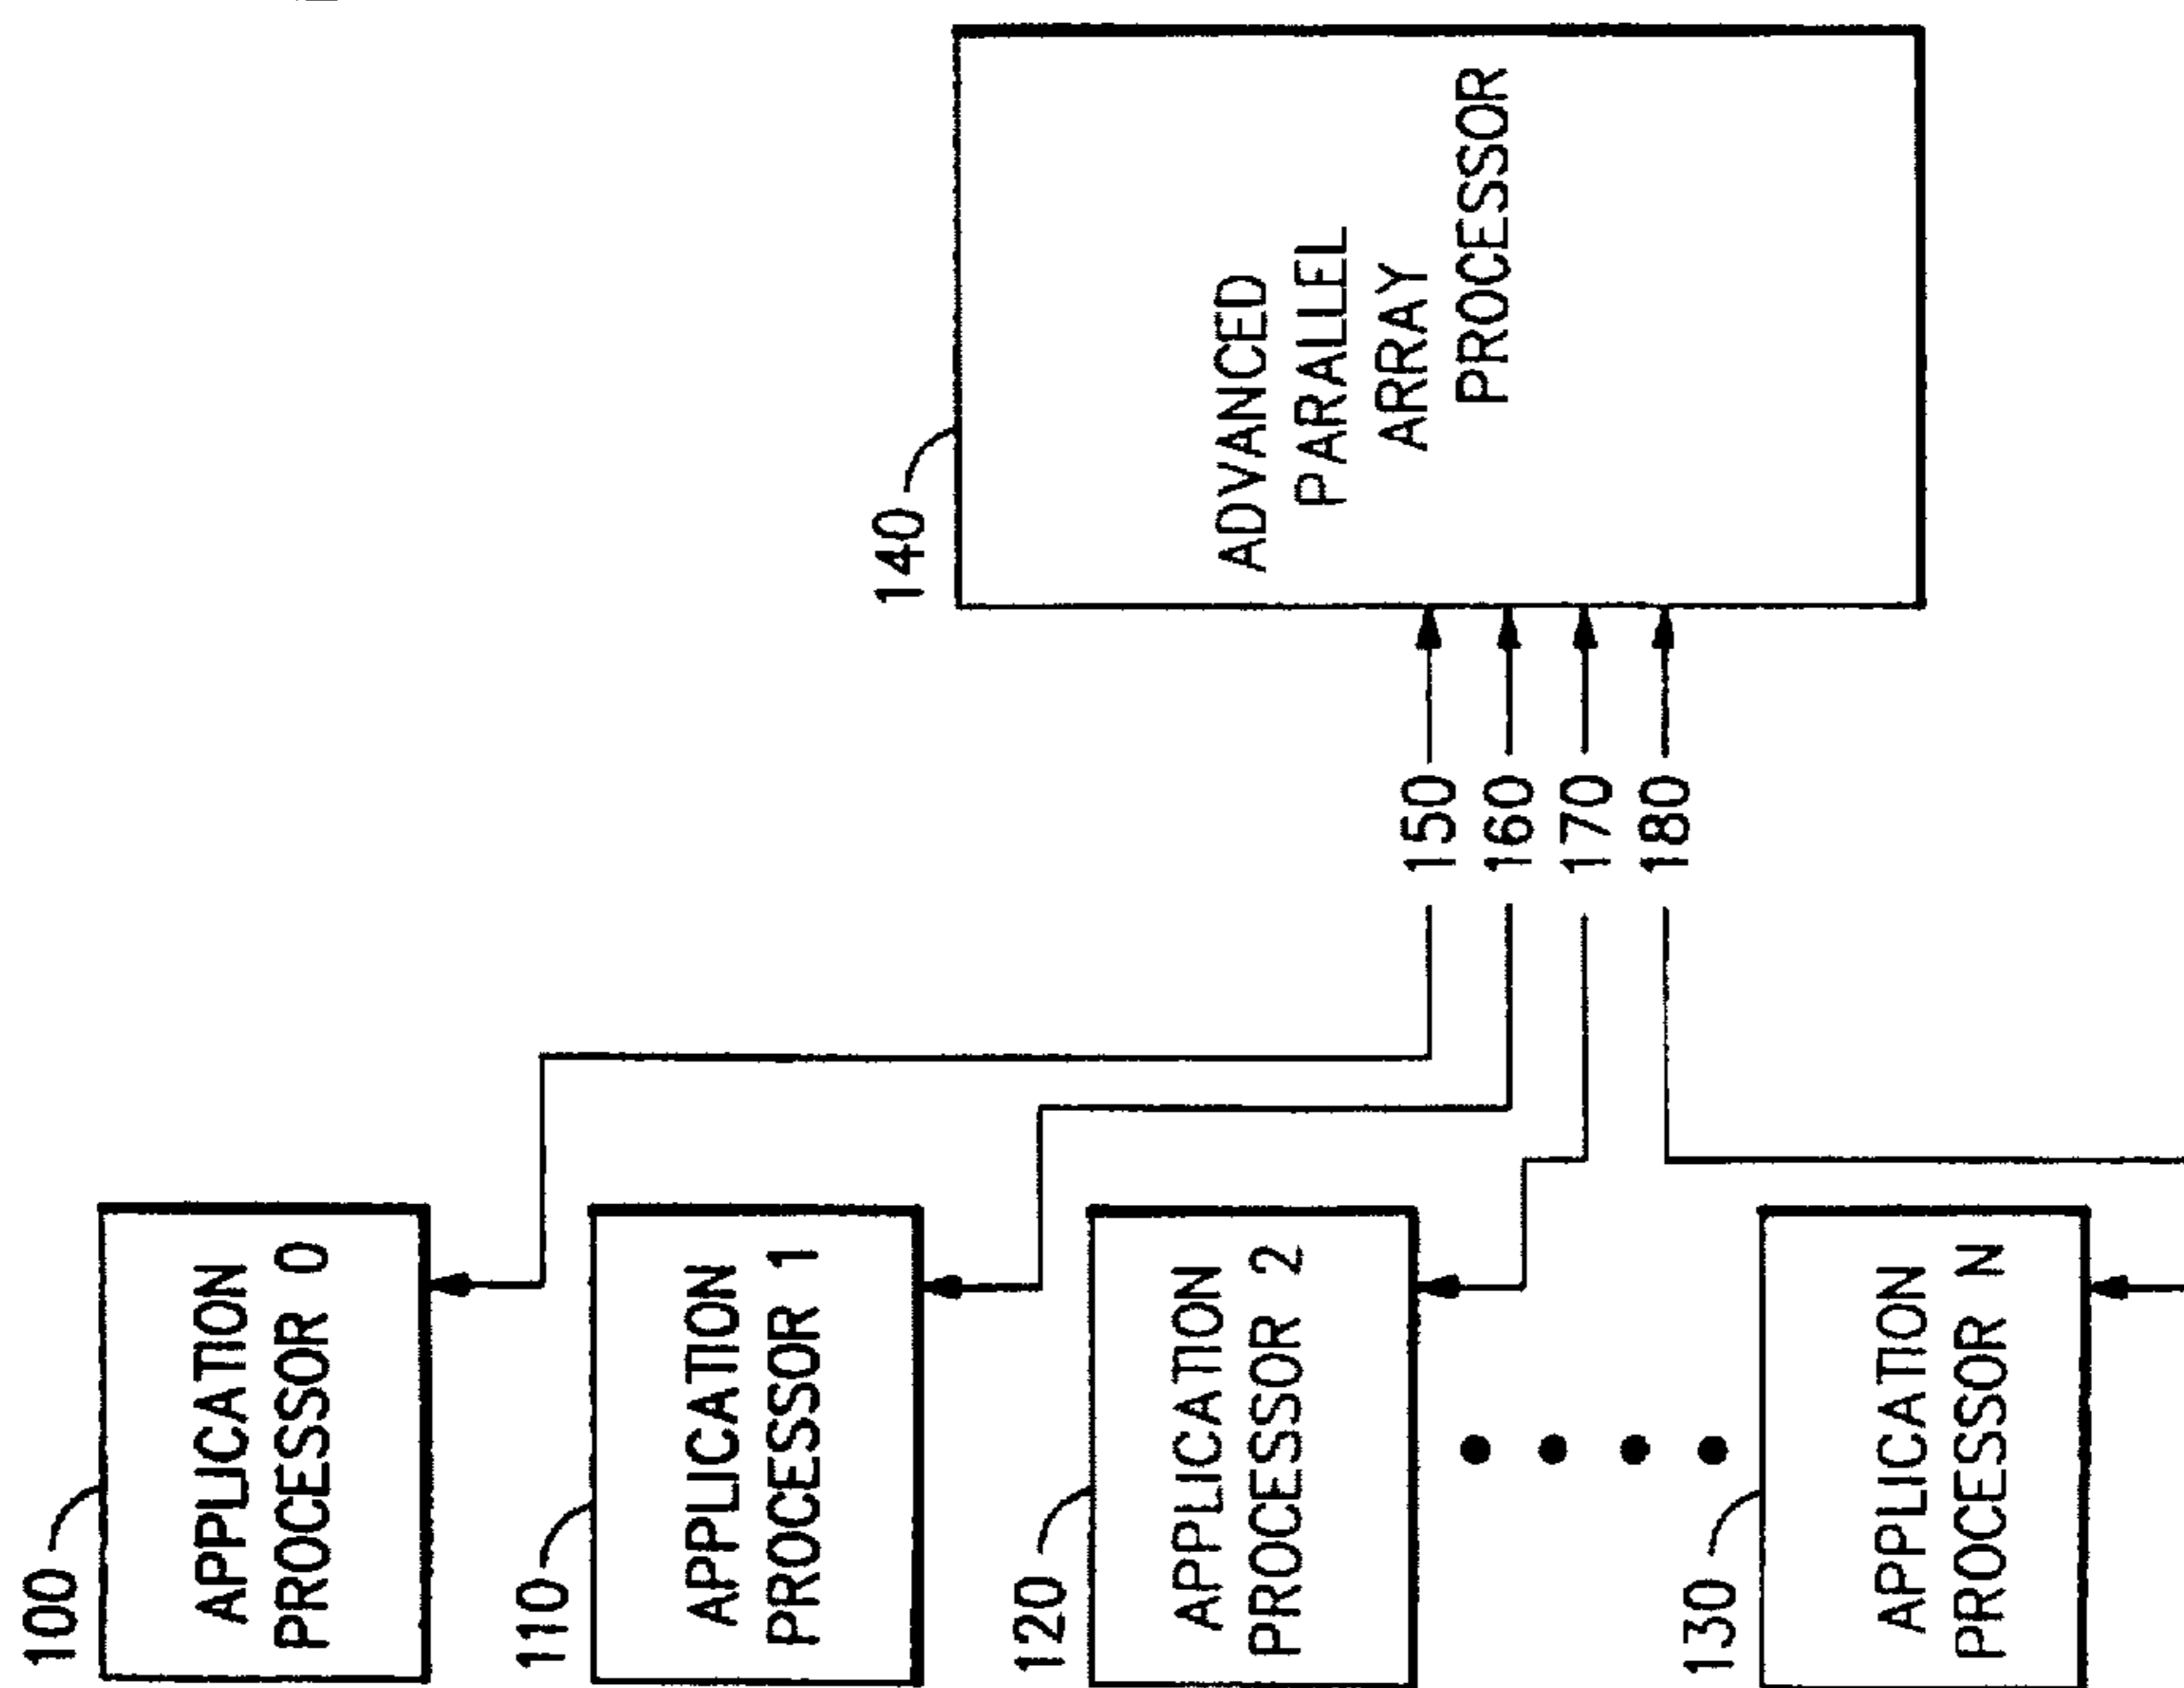 100
APPLICATION
PROCESSOR 0
110
APPLICATION
PROCESSOR 1
120
APPLICATION
PROCESSOR 2
130
APPLICATION
PROCESSOR N
150
160
170
180
140
ADVANCED
PARALLEL
ARRAY
PROCESSOR